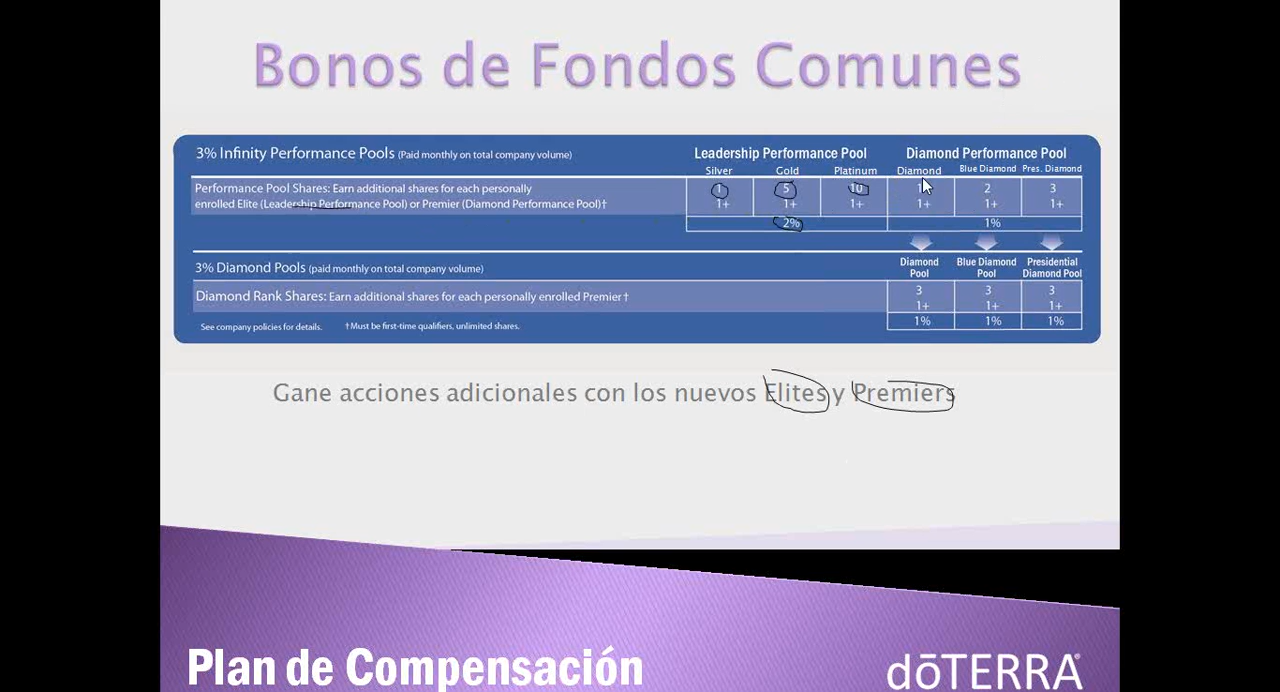 Bonos de Fondos Comunes
3% Infinity Performance Pools (Paid monthly on total company volume)
Leadership Performance Pool
Diamond Performance Pool
Silver Gold Platinum Diamond Blue Diamond Pres. Diamond
Performance Pool Shares: Earn additional shares for each personally
enrolled Elite (Leadership Performance Pool) or Premier (Diamond Performance Pool)†
1 5 10 1 2 3
1+ 1+ 1+ 1+ 1+ 1+
2% 1%
3% Diamond Pools (paid monthly on total company volume)
Diamond Pool
Blue Diamond Pool
Presidential Diamond Pool
Diamond Rank Shares: Earn additional shares for each personally enrolled Premier†
3 3 3
1+ 1+ 1+
1% 1% 1%
See company policies for details. †Must be first-time qualifiers, unlimited shares.
Gane acciones adicionales con los nuevos Elites y Premiers
Plan de Compensación
dōTERRA®